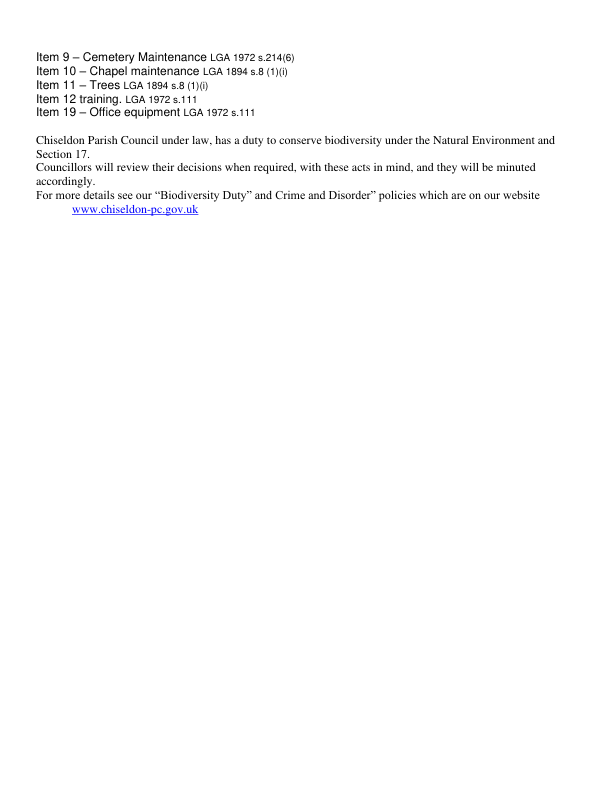 Item 9 – Cemetery Maintenance LGA 1972 s.214(6)
Item 10 – Chapel maintenance LGA 1894 s.8 (1)(i)
Item 11 – Trees LGA 1894 s.8 (1)(i)
Item 12 training. LGA 1972 s.111
Item 19 – Office equipment LGA 1972 s.111
Chiseldon Parish Council under law, has a duty to conserve biodiversity under the Natural Environment and
Section 17.
Councillors will review their decisions when required, with these acts in mind, and they will be minuted
accordingly.
For more details see our “Biodiversity Duty” and Crime and Disorder” policies which are on our website
www.chiseldon-pc.gov.uk